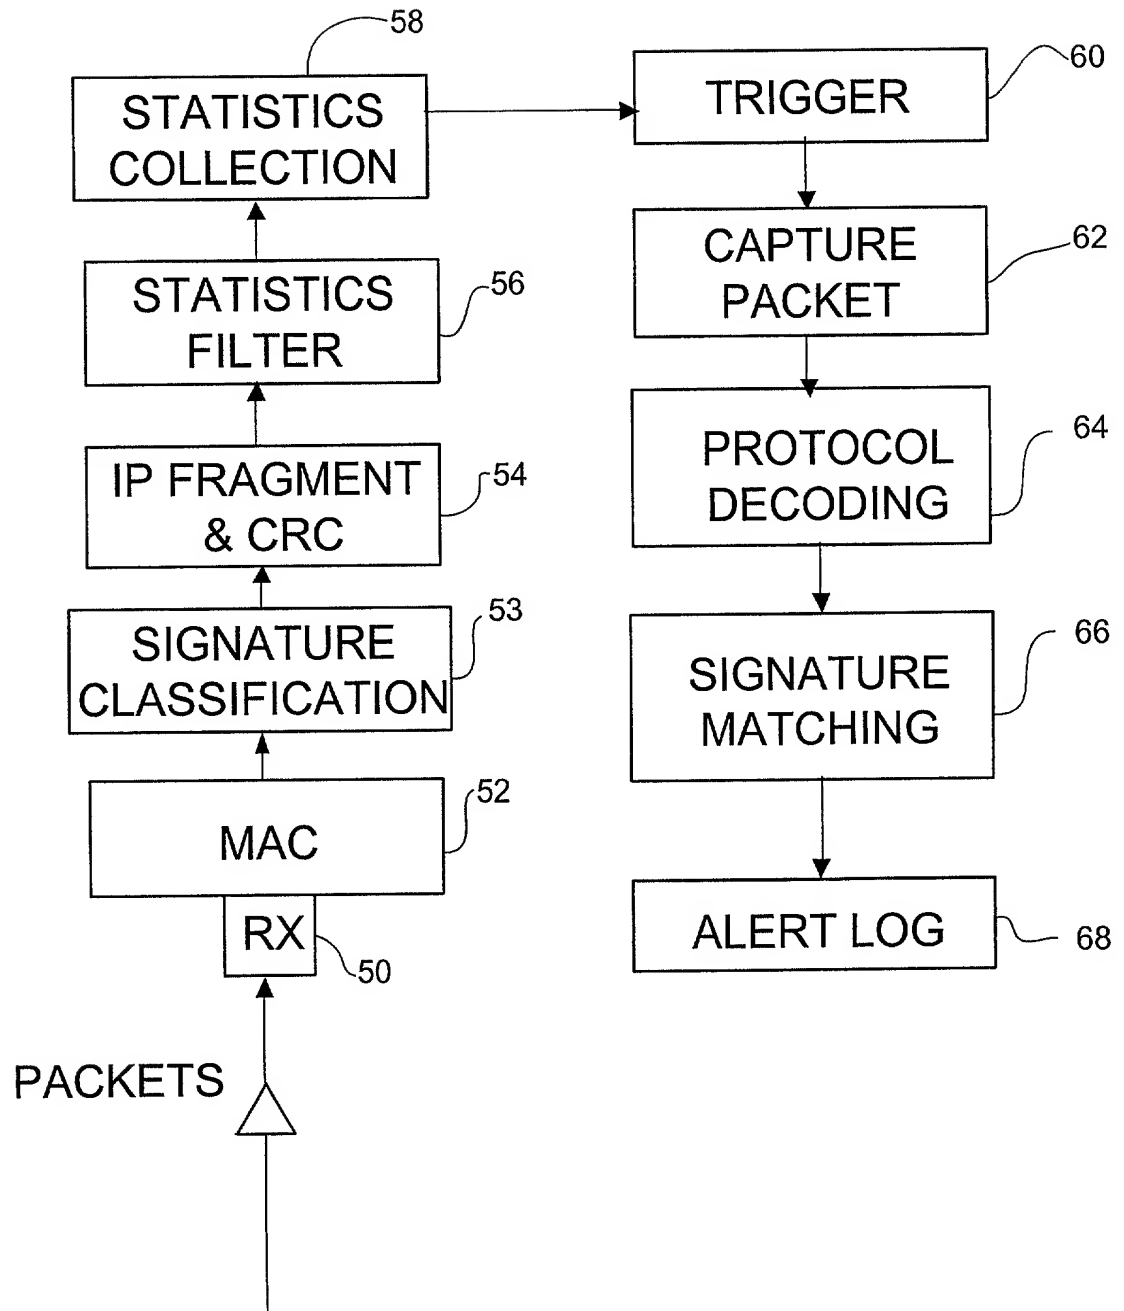 58
STATISTICS
COLLECTION
60
TRIGGER
62
CAPTURE
PACKET
56
STATISTICS
FILTER
64
PROTOCOL
DECODING
54
IP FRAGMENT
& CRC
53
SIGNATURE
CLASSIFICATION
66
SIGNATURE
MATCHING
52
MAC
RX
50
ALERT LOG
68
PACKETS